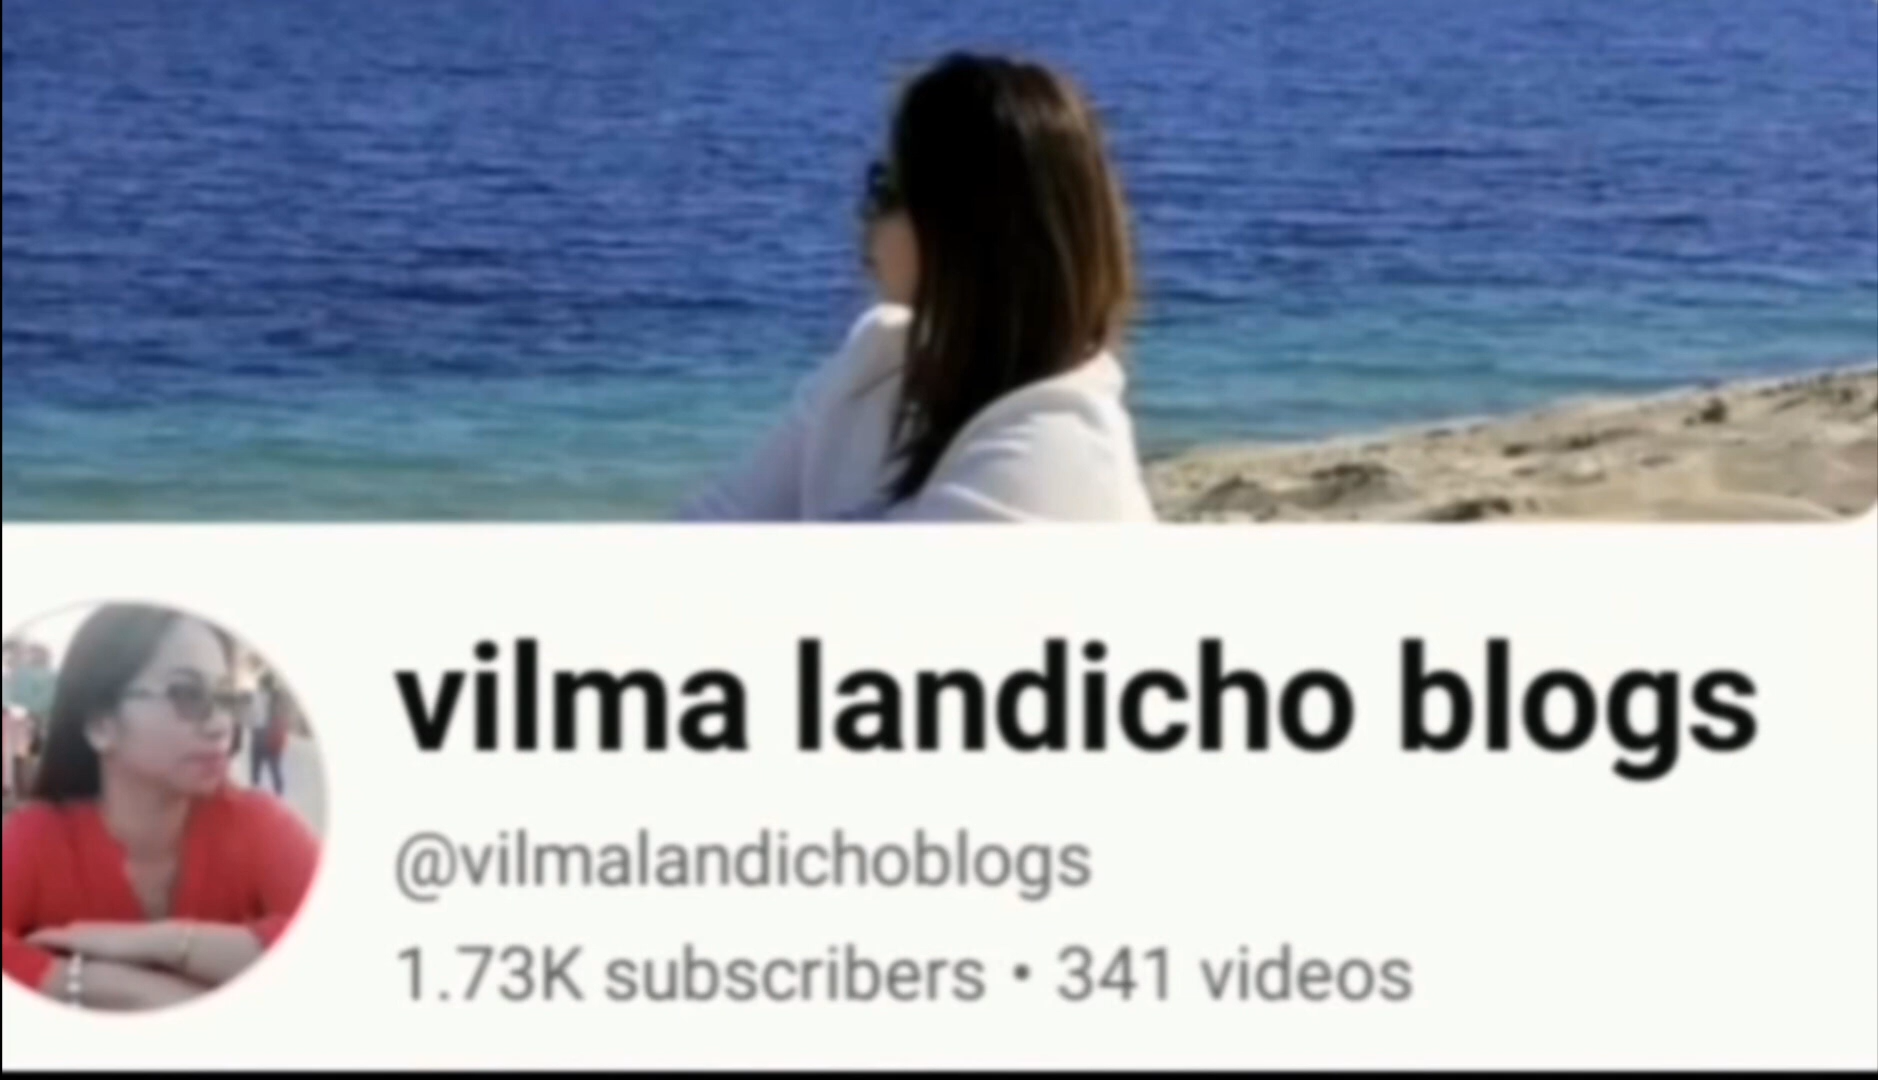 vilma landicho blogs
@vilmalandichoblogs
1.73K subscribers • 341 videos